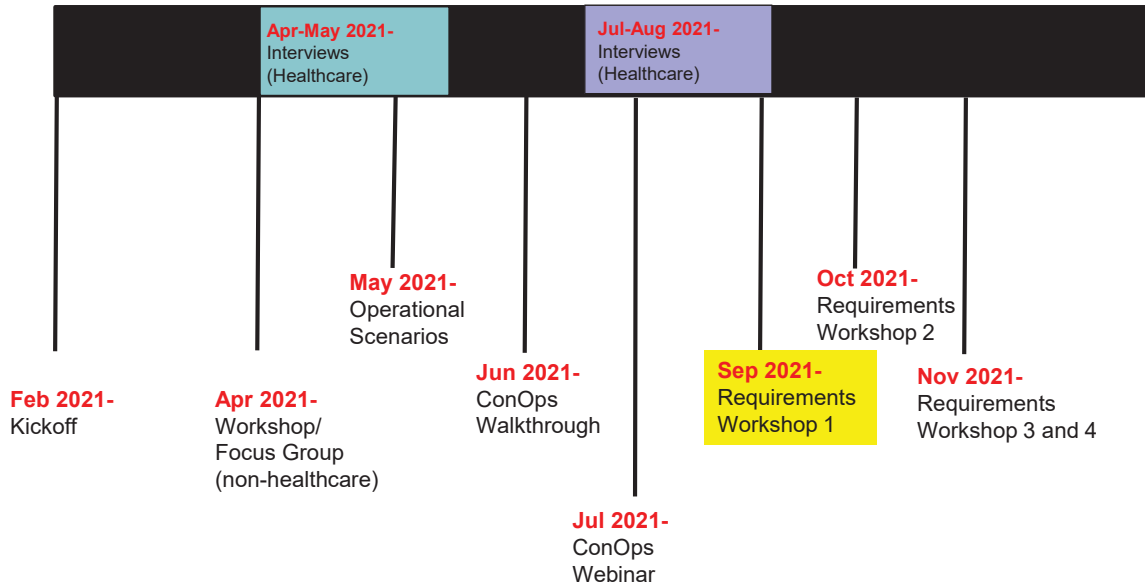 Apr-May 2021-
Interviews
(Healthcare)
Jul-Aug 2021-
Interviews
(Healthcare)
Feb 2021-
Kickoff
Apr 2021-
Workshop/
Focus Group
(non-healthcare)
May 2021-
Operational
Scenarios
Jun 2021-
ConOps
Walkthrough
Jul 2021-
ConOps
Webinar
Sep 2021-
Requirements
Workshop 1
Oct 2021-
Requirements
Workshop 2
Nov 2021-
Requirements
Workshop 3 and 4